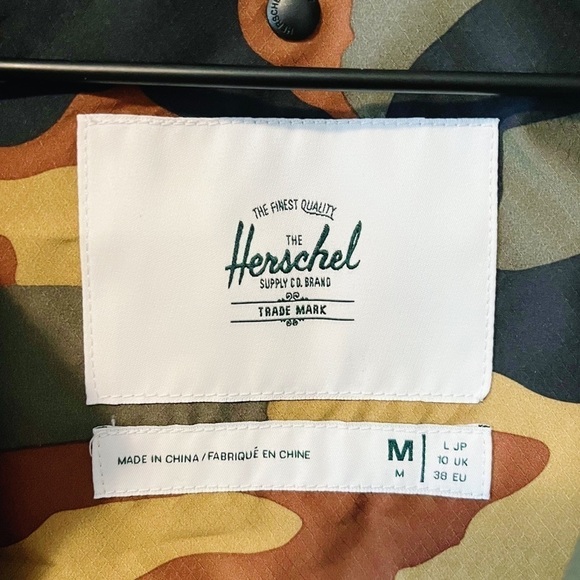 HERSCHEL
THE FINEST QUALITY
THE
Herschel
SUPPLY CO. BRAND
TRADE MARK
MADE IN CHINA / FABRIQUÉ EN CHINE
M
M
L JP
10 UK
38 EU